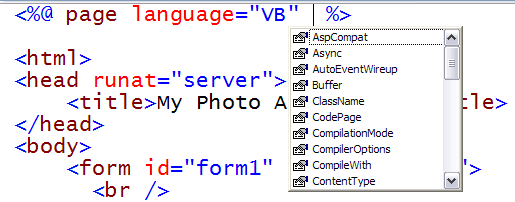 <%@ page language="VB" %>
<html>
<head runat="server">
<title>My Photo A tle>
</head>
<body>
<form id="form1" ">
<br />
AspCompat
Async
AutoEventWireup
Buffer
ClassName
CodePage
CompilationMode
CompilerOptions
CompileWith
ContentType